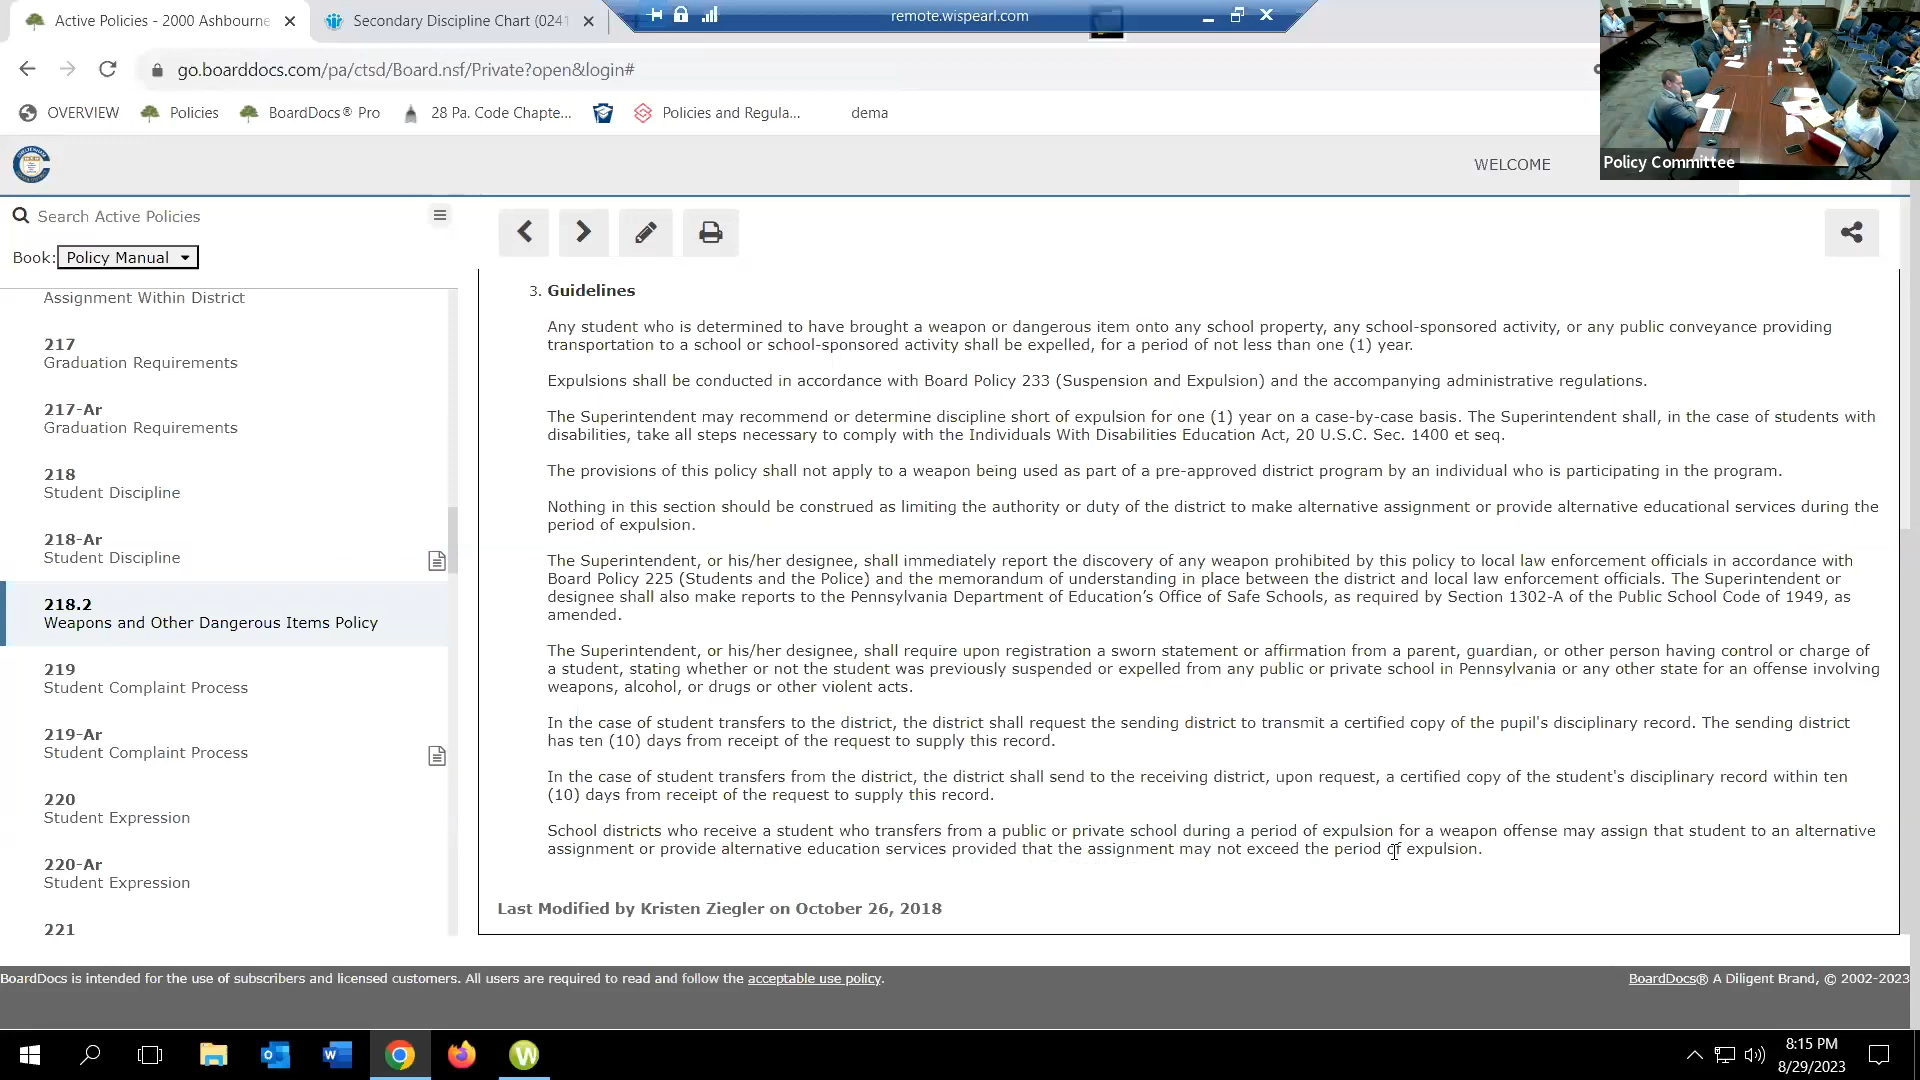 Active Policies - 2000 Ashbourne
Secondary Discipline Chart (0241
remote.wispearl.com
go.boarddocs.com/pa/ctsd/Board.nsf/Private?open&login#
OVERVIEW
Policies
BoardDocs® Pro
28 Pa. Code Chapte...
Policies and Regula...
dema
Policy Committee
WELCOME
Search Active Policies
Book: Policy Manual
Assignment Within District
217
Graduation Requirements
217-Ar
Graduation Requirements
218
Student Discipline
218-Ar
Student Discipline
218.2
Weapons and Other Dangerous Items Policy
219
Student Complaint Process
219-Ar
Student Complaint Process
220
Student Expression
220-Ar
Student Expression
221
3. Guidelines
Any student who is determined to have brought a weapon or dangerous item onto any school property, any school-sponsored activity, or any public conveyance providing
transportation to a school or school-sponsored activity shall be expelled, for a period of not less than one (1) year.
Expulsions shall be conducted in accordance with Board Policy 233 (Suspension and Expulsion) and the accompanying administrative regulations.
The Superintendent may recommend or determine discipline short of expulsion for one (1) year on a case-by-case basis. The Superintendent shall, in the case of students with
disabilities, take all steps necessary to comply with the Individuals With Disabilities Education Act, 20 U.S.C. Sec. 1400 et seq.
The provisions of this policy shall not apply to a weapon being used as part of a pre-approved district program by an individual who is participating in the program.
Nothing in this section should be construed as limiting the authority or duty of the district to make alternative assignment or provide alternative educational services during the
period of expulsion.
The Superintendent, or his/her designee, shall immediately report the discovery of any weapon prohibited by this policy to local law enforcement officials in accordance with
Board Policy 225 (Students and the Police) and the memorandum of understanding in place between the district and local law enforcement officials. The Superintendent or
designee shall also make reports to the Pennsylvania Department of Education's Office of Safe Schools, as required by Section 1302-A of the Public School Code of 1949, as
amended.
The Superintendent, or his/her designee, shall require upon registration a sworn statement or affirmation from a parent, guardian, or other person having control or charge of
a student, stating whether or not the student was previously suspended or expelled from any public or private school in Pennsylvania or any other state for an offense involving
weapons, alcohol, or drugs or other violent acts.
In the case of student transfers to the district, the district shall request the sending district to transmit a certified copy of the pupil's disciplinary record. The sending district
has ten (10) days from receipt of the request to supply this record.
In the case of student transfers from the district, the district shall send to the receiving district, upon request, a certified copy of the student's disciplinary record within ten
(10) days from receipt of the request to supply this record.
School districts who receive a student who transfers from a public or private school during a period of expulsion for a weapon offense may assign that student to an alternative
assignment or provide alternative education services provided that the assignment may not exceed the period of expulsion.
Last Modified by Kristen Ziegler on October 26, 2018
BoardDocs is intended for the use of subscribers and licensed customers. All users are required to read and follow the acceptable use policy.
BoardDocs® A Diligent Brand, © 2002-2023
8:15 PM
8/29/2023